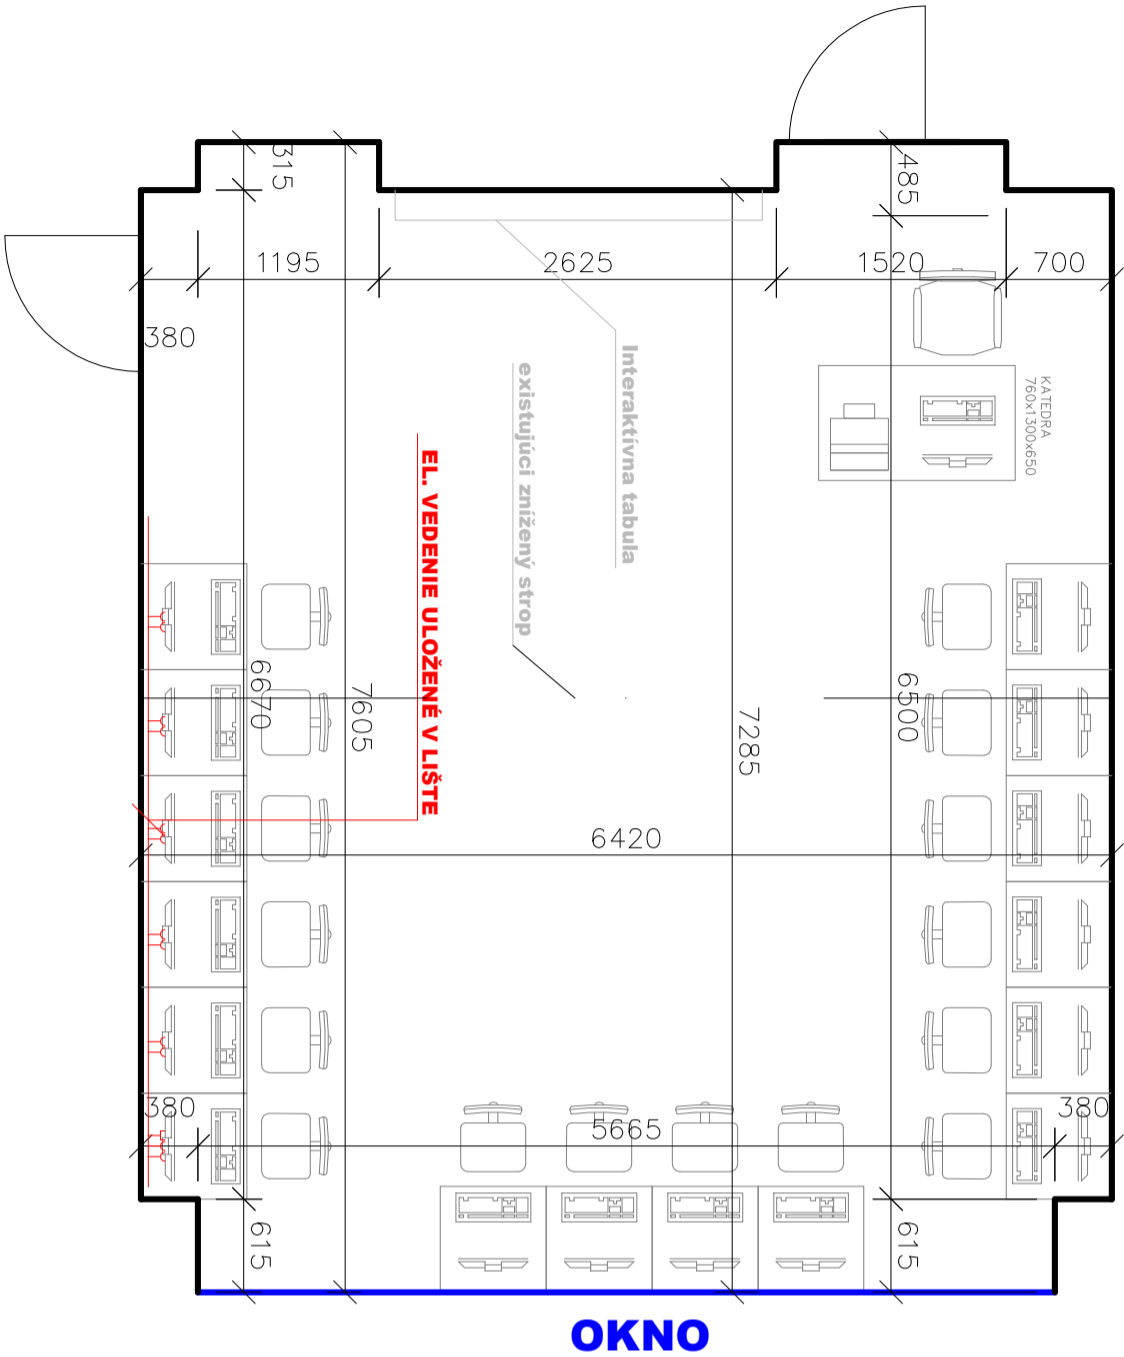 315
485
1195
2625
1520
700
380
KATEDRA
760x1300x650
Interaktívna tabula
existujúci znížený strop
EL. VEDENIE ULOŽENÉ V LIŠTE
6670
7605
7285
6500
6420
380
5665
380
615
615
OKNO